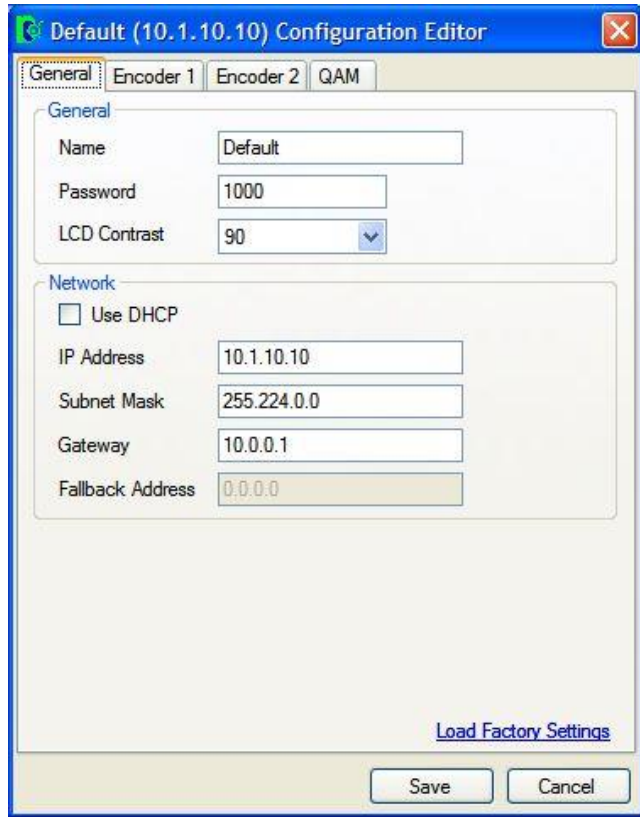 Default (10.1.10.10) Configuration Editor
General Encoder 1 Encoder 2 QAM
General
Name Default
Password 1000
LCD Contrast 90
Network
Use DHCP
IP Address 10.1.10.10
Subnet Mask 255.224.0.0
Gateway 10.0.0.1
Fallback Address 0.0.0.0
Load Factory Settings
Save Cancel